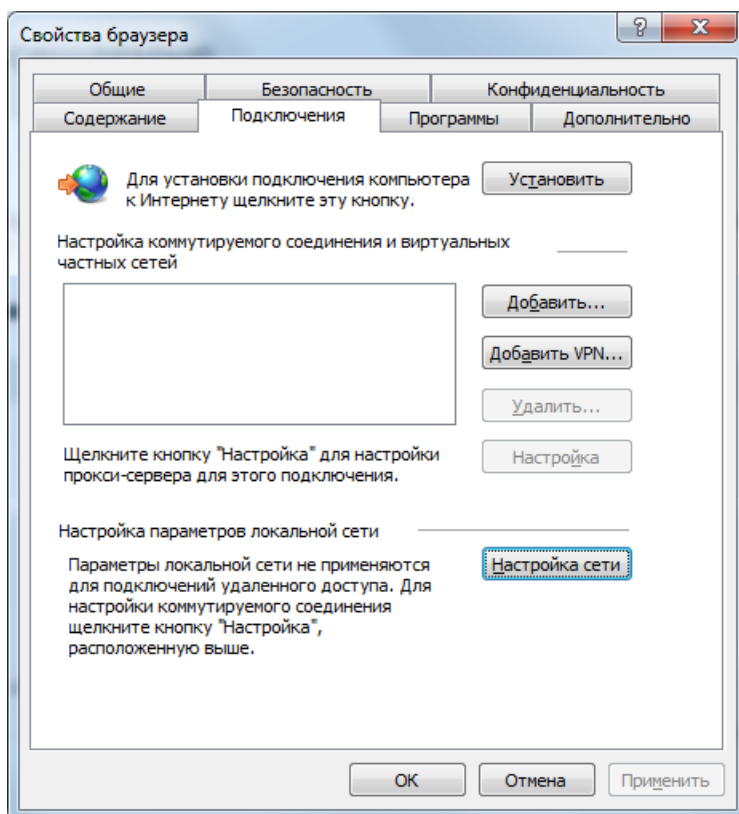 Свойства браузера
?
Общие
Безопасность
Конфиденциальность
Содержание
Подключения
Программы
Дополнительно
Для установки подключения компьютера
к Интернету щелкните эту кнопку.
Установить
Настройка коммутируемого соединения и виртуальных
частных сетей
Добавить...
Добавить VPN...
Удалить...
Щелкните кнопку "Настройка" для настройки
прокси-сервера для этого подключения.
Настройка
Настройка параметров локальной сети
Параметры локальной сети не применяются
для подключений удаленного доступа. Для
настройки коммутируемого соединения
щелкните кнопку "Настройка",
расположенную выше.
Настройка сети
ОК
Отмена
Применить